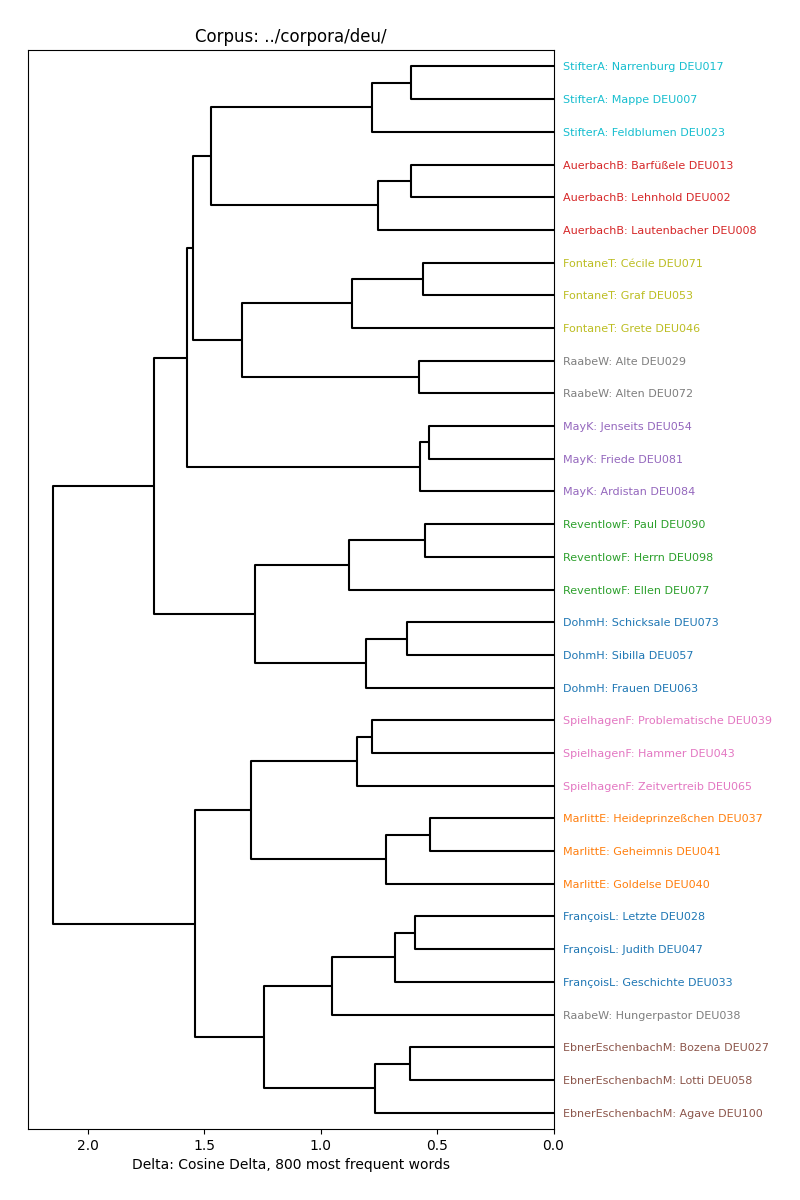 Corpus: ../corpora/deu/
StifterA: Narrenburg DEU017
StifterA: Mappe DEU007
StifterA: Feldblumen DEU023
AuerbachB: Barfüßele DEU013
AuerbachB: Lehnhold DEU002
AuerbachB: Lautenbacher DEU008
FontaneT: Cécile DEU071
FontaneT: Graf DEU053
FontaneT: Grete DEU046
RaabeW: Alte DEU029
RaabeW: Alten DEU072
MayK: Jenseits DEU054
MayK: Friede DEU081
MayK: Ardistan DEU084
ReventlowF: Paul DEU090
ReventlowF: Herrn DEU098
ReventlowF: Ellen DEU077
DohmH: Schicksale DEU073
DohmH: Sibilla DEU057
DohmH: Frauen DEU063
SpielhagenF: Problematische DEU039
SpielhagenF: Hammer DEU043
SpielhagenF: Zeitvertreib DEU065
MarlittE: Heideprinzeßchen DEU037
MarlittE: Geheimnis DEU041
MarlittE: Goldelse DEU040
FrançoisL: Letzte DEU028
FrançoisL: Judith DEU047
FrançoisL: Geschichte DEU033
RaabeW: Hungerpastor DEU038
EbnerEschenbachM: Bozena DEU027
EbnerEschenbachM: Lotti DEU058
EbnerEschenbachM: Agave DEU100
2.0 1.5 1.0 0.5 0.0
Delta: Cosine Delta, 800 most frequent words